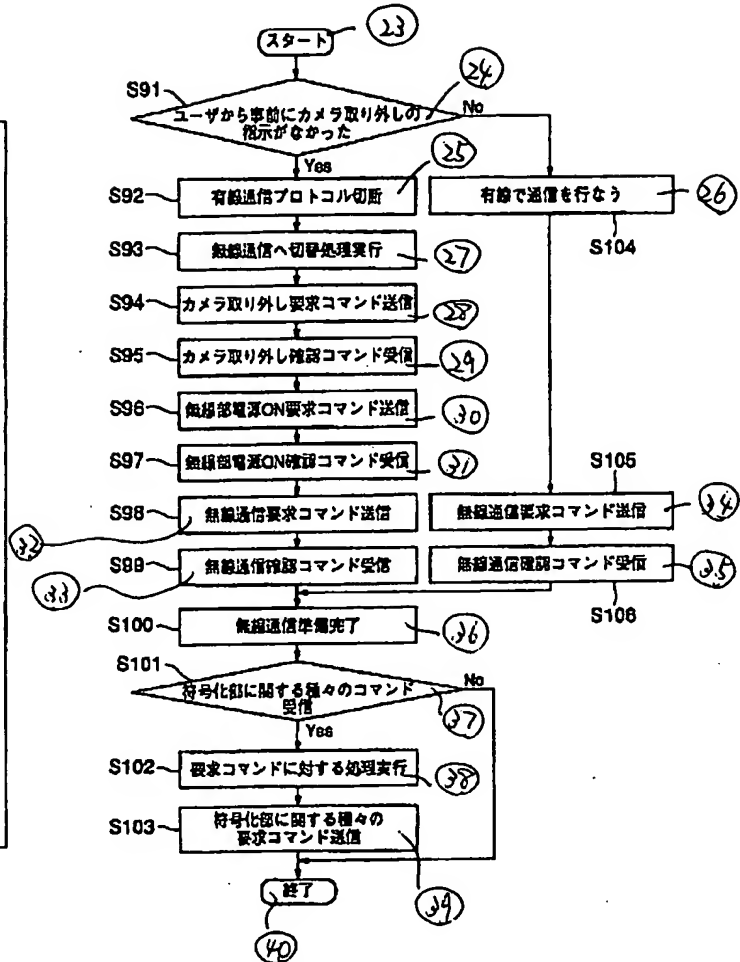 スタート
23
S91
ユーザから事前にカメラ取り外しの
指示がなかった
24
No
Yes
S92
有線通信プロトコル切断
25
有線で通信を行なう
26
S104
S93
無線通信へ切替処理実行
27
S94
カメラ取り外し要求コマンド送信
28
S95
カメラ取り外し確認コマンド受信
29
S96
無線部電源ON要求コマンド送信
30
S97
無線部電源ON確認コマンド受信
31
S105
S98
無線通信要求コマンド送信
32
無線通信要求コマンド送信
34
S99
無線通信確認コマンド受信
33
無線通信確認コマンド受信
35
S106
S100
無線通信準備完了
36
S101
符号化部に関する種々のコマンド
受信
37
No
Yes
S102
要求コマンドに対する処理実行
38
S103
符号化部に関する種々の
要求コマンド送信
39
終了
40